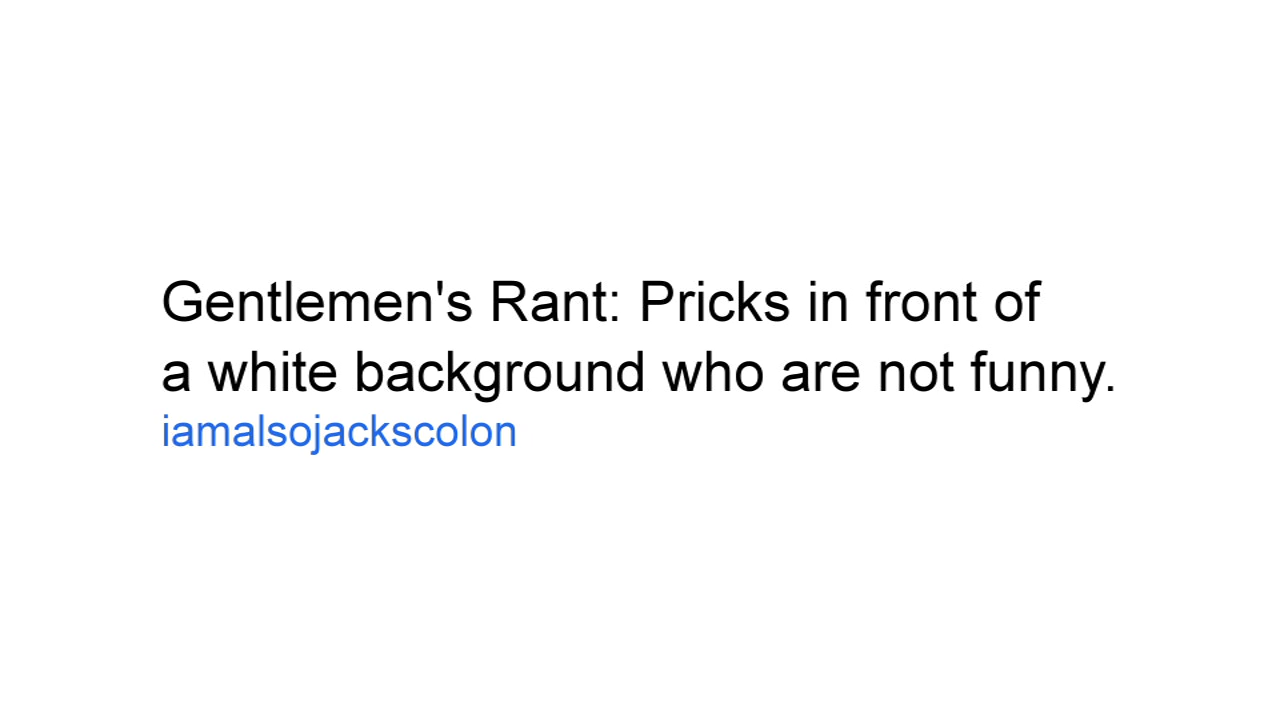 Gentlemen's Rant: Pricks in front of
a white background who are not funny.
iamalsojackscolon